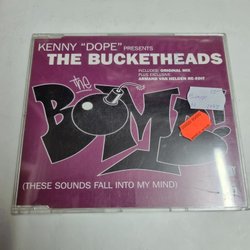 KENNY "DOPE" PRESENTS
THE BUCKETHEADS
INCLUDES ORIGINAL MIX
PLUS EXCLUSIVE
ARMAND VAN HELDEN RE-EDIT
the
BOMB!
(THESE SOUNDS FALL INTO MY MIND)